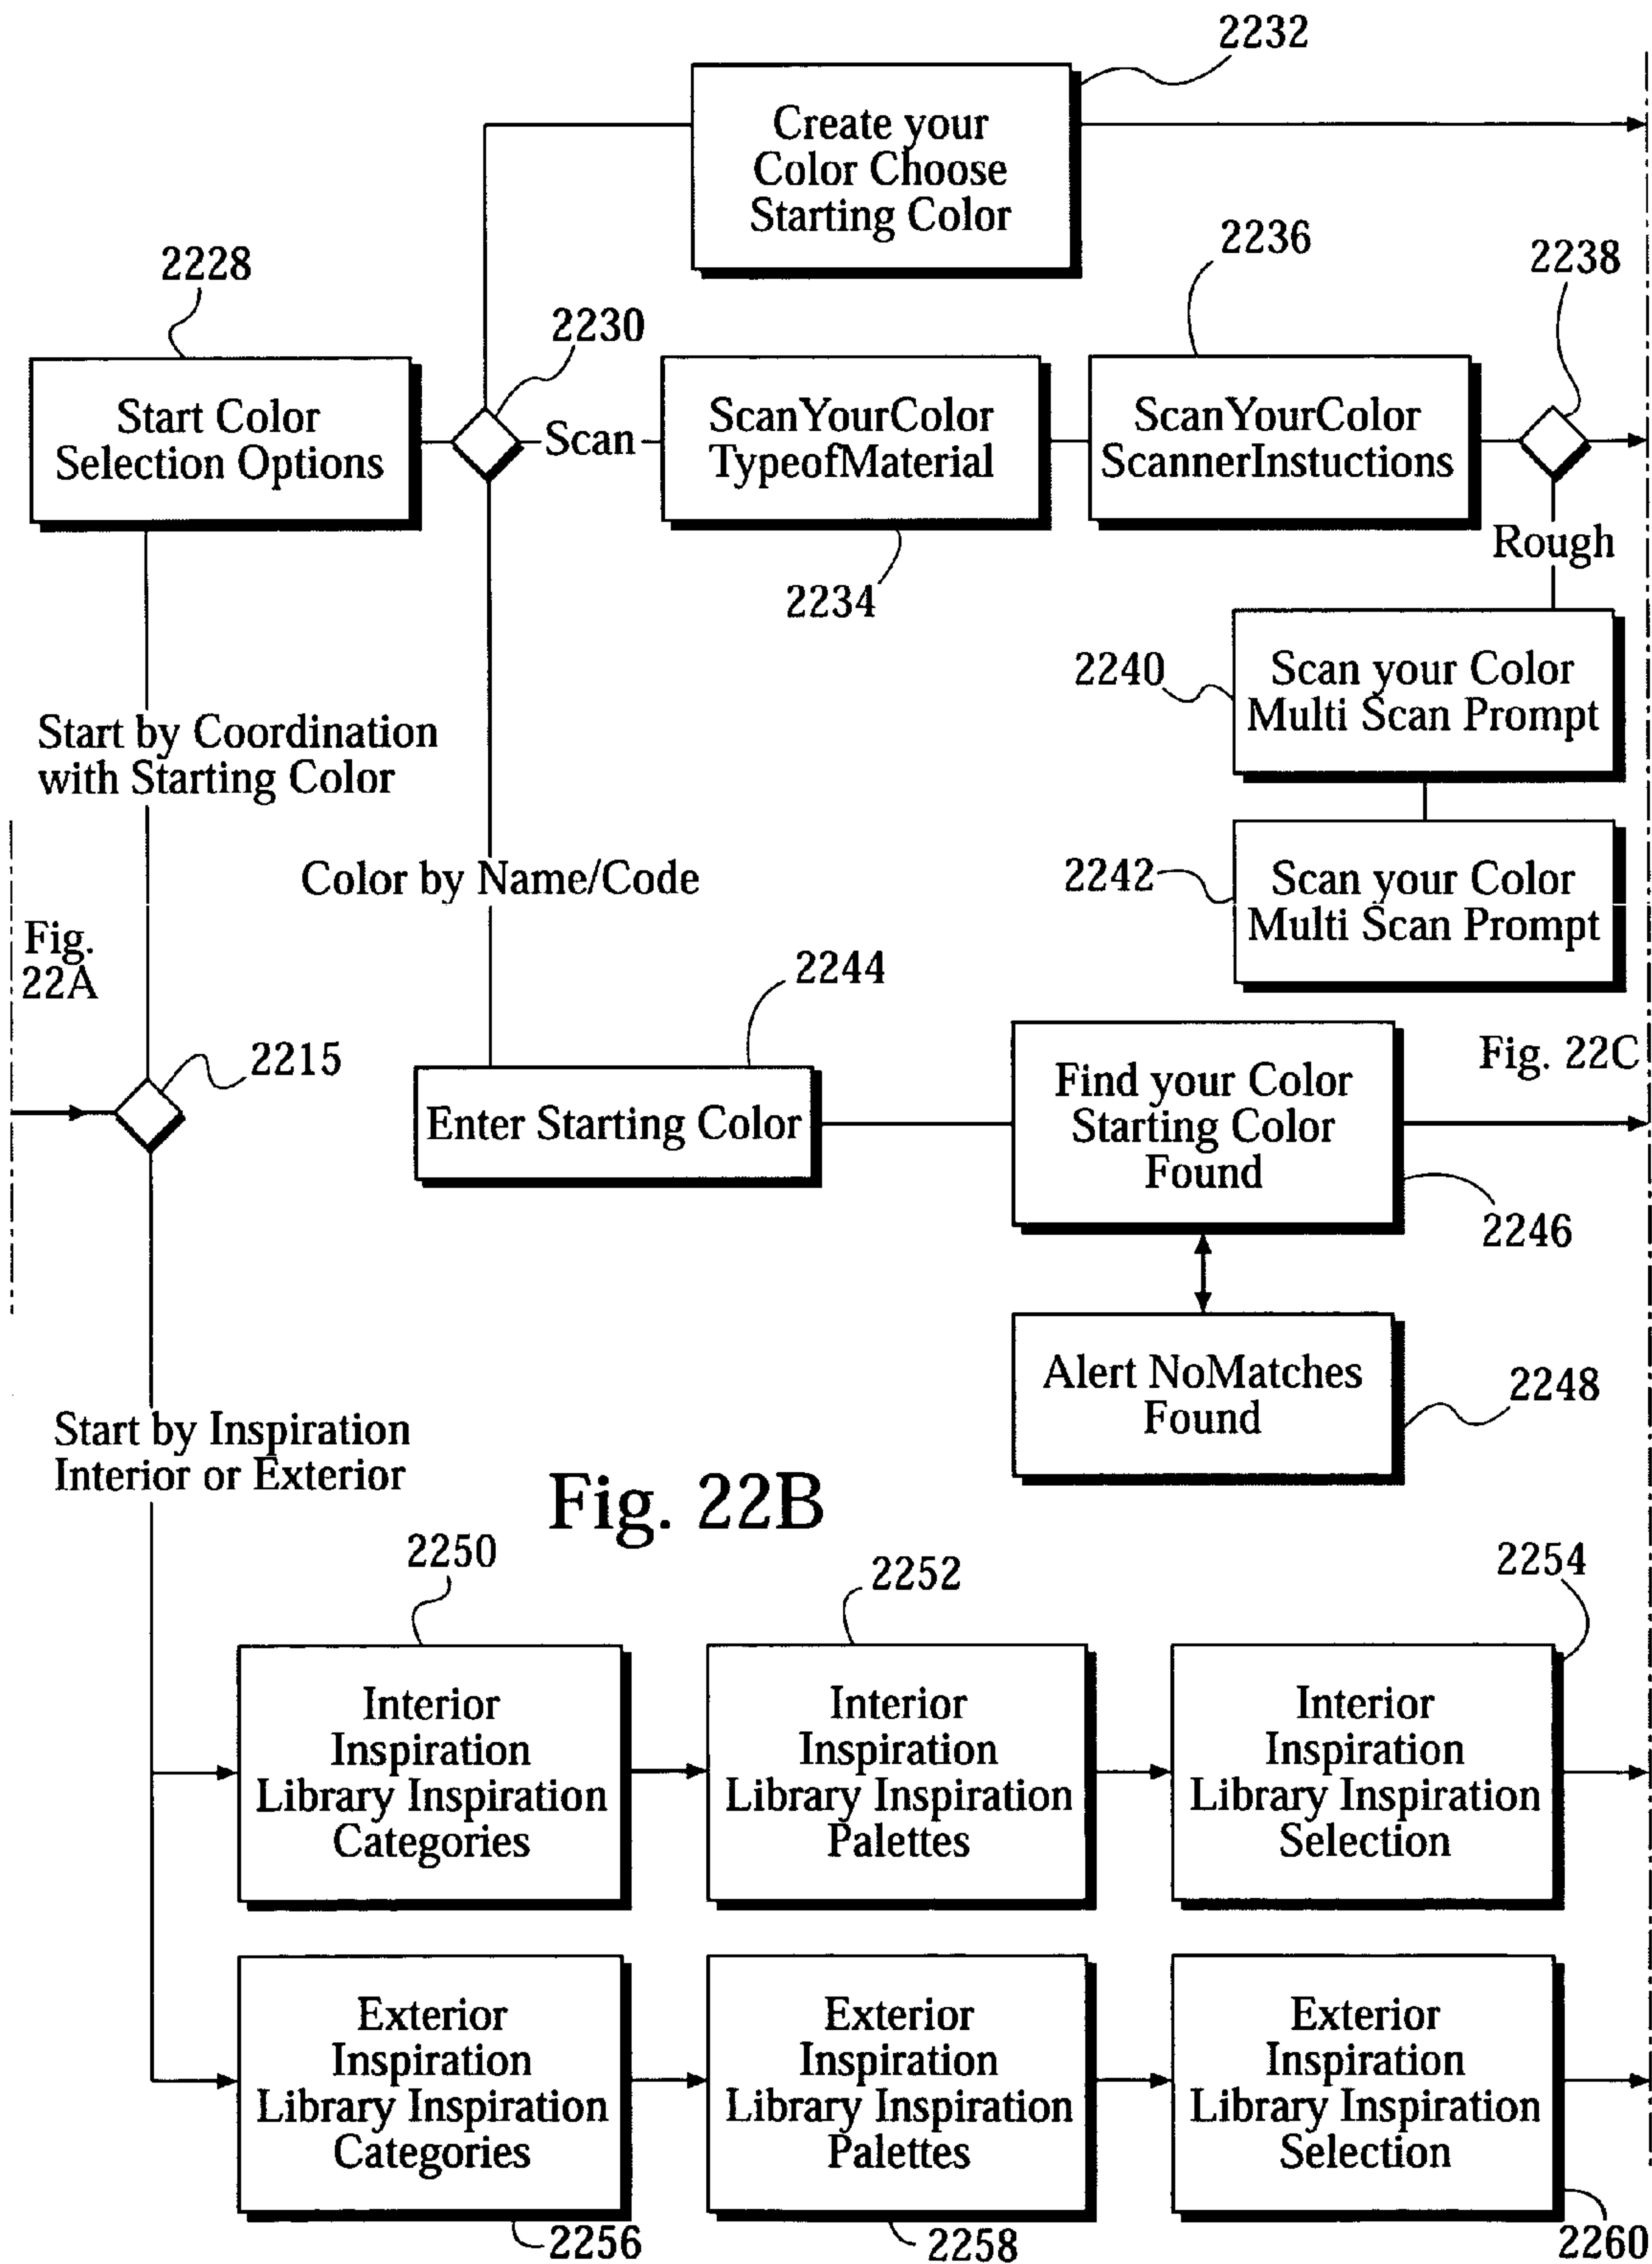 2232
Create your
Color Choose
Starting Color
2228
2230
2236
2238
Start Color
Selection Options
Scan
ScanYourColor
TypeofMaterial
ScanYourColor
ScannerInstuctions
2234
Rough
2240
Scan your Color
Multi Scan Prompt
Start by Coordination
with Starting Color
2242
Scan your Color
Multi Scan Prompt
Color by Name/Code
Fig.
22A
2244
2215
Enter Starting Color
Find your Color
Starting Color
Found
Fig. 22C
2246
Alert NoMatches
Found
2248
Start by Inspiration
Interior or Exterior
Fig. 22B
2250
2252
2254
Interior
Inspiration
Library Inspiration
Categories
Interior
Inspiration
Library Inspiration
Palettes
Interior
Inspiration
Library Inspiration
Selection
Exterior
Inspiration
Library Inspiration
Categories
Exterior
Inspiration
Library Inspiration
Palettes
Exterior
Inspiration
Library Inspiration
Selection
2256
2258
2260